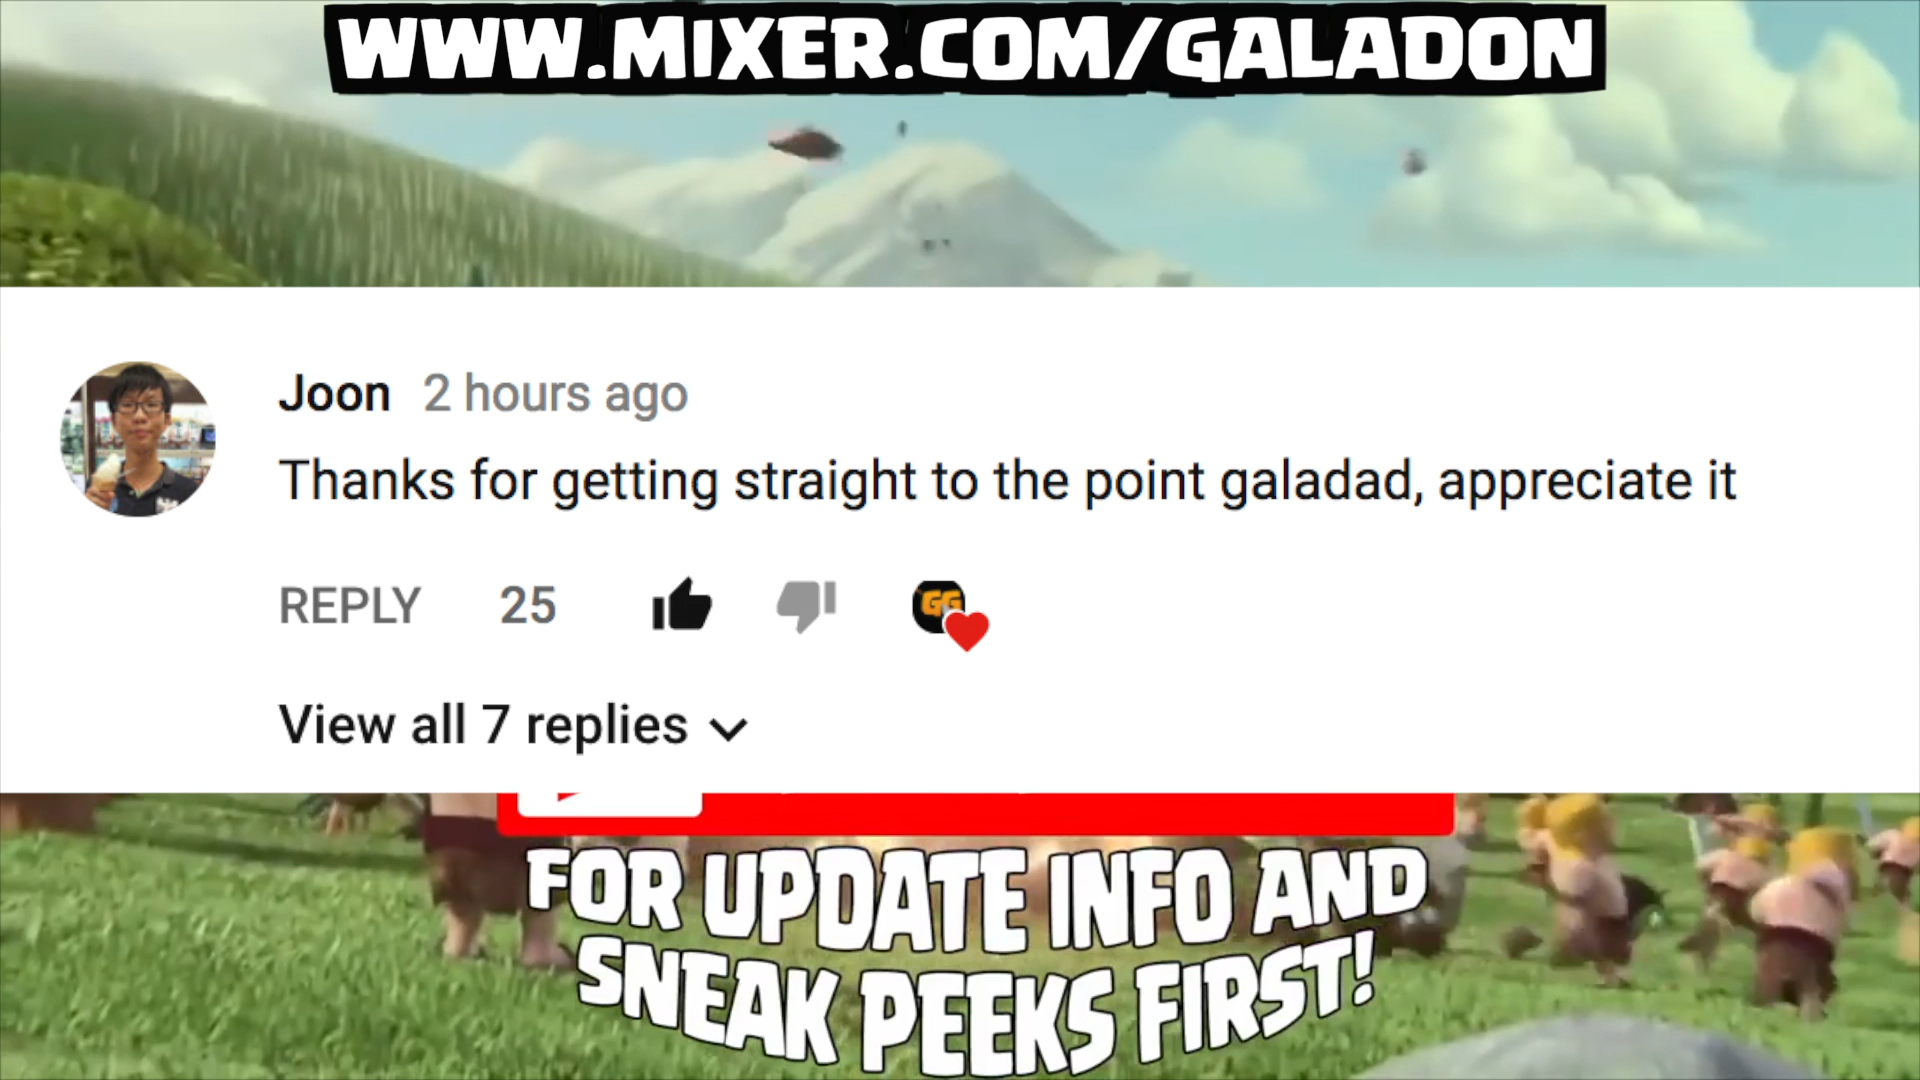 WWW.MIXER.COM/GALADON
Joon 2 hours ago
Thanks for getting straight to the point galadad, appreciate it
REPLY 25
GG
View all 7 replies
FOR UPDATE INFO AND
SNEAK PEEKS FIRST!